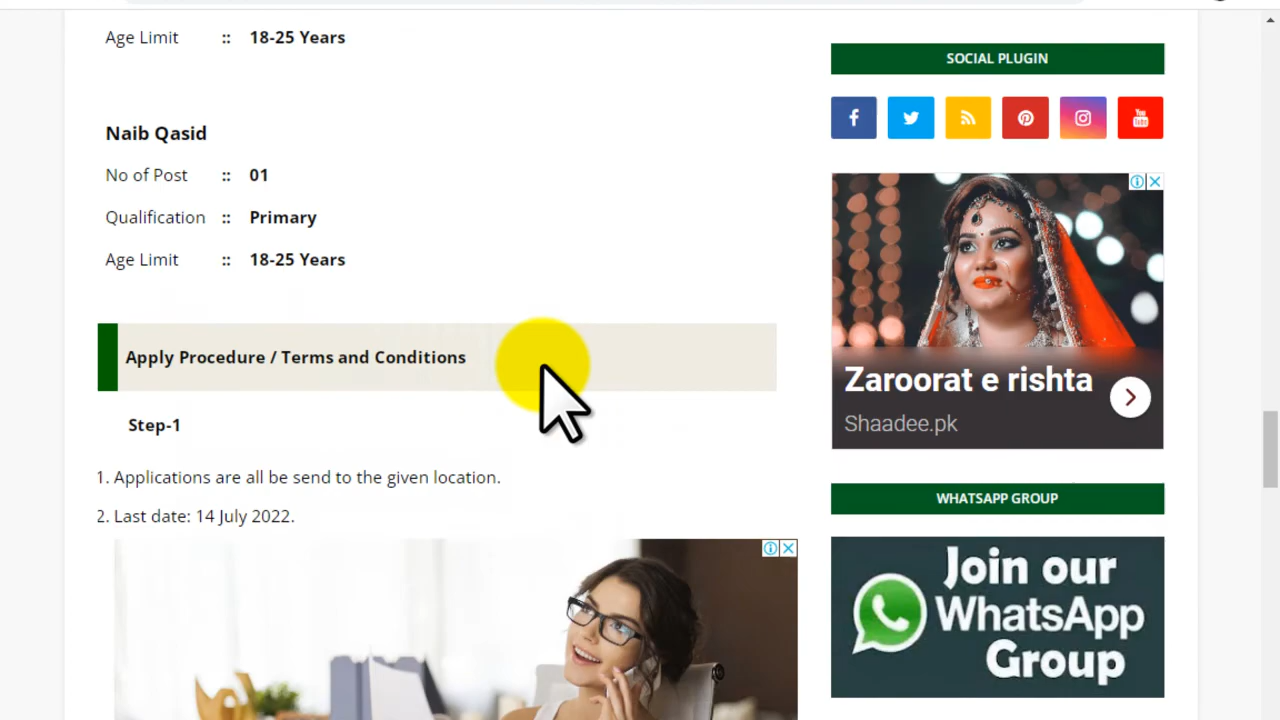 Age Limit :: 18-25 Years
Naib Qasid
No of Post :: 01
Qualification :: Primary
Age Limit :: 18-25 Years
Apply Procedure / Terms and Conditions
Step-1
1. Applications are all be send to the given location.
2. Last date: 14 July 2022.
SOCIAL PLUGIN
You
Tube
Zaroorat e rishta
Shaadee.pk
WHATSAPP GROUP
Join our
WhatsApp
Group